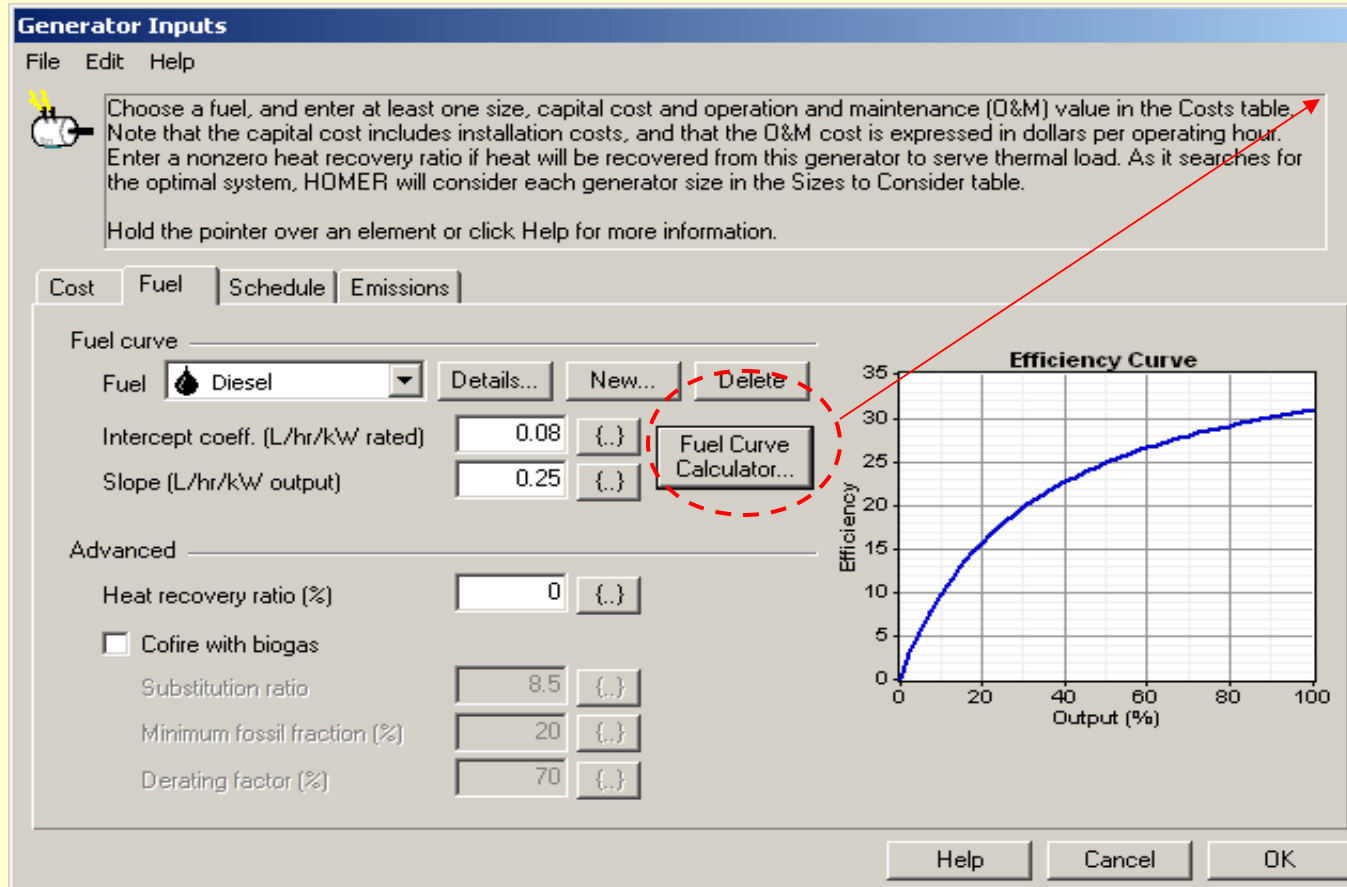 Generator Inputs
File Edit Help
Choose a fuel, and enter at least one size, capital cost and operation and maintenance (O&M) value in the Costs table.
Note that the capital cost includes installation costs, and that the O&M cost is expressed in dollars per operating hour.
Enter a nonzero heat recovery ratio if heat will be recovered from this generator to serve thermal load. As it searches for
the optimal system, HOMER will consider each generator size in the Sizes to Consider table.
Hold the pointer over an element or click Help for more information.
Cost Fuel Schedule Emissions
Fuel curve
Fuel Diesel Details... New... Delete
Intercept coeff. (L/hr/kW rated) 0.08 {..}
Fuel Curve
Calculator...
Slope (L/hr/kW output) 0.25 {..}
Advanced
Heat recovery ratio (%) 0 {..}
Cofire with biogas
Substitution ratio 8.5 {..}
Minimum fossil fraction (%) 20 {..}
Derating factor (%) 70 {..}
Efficiency Curve
35
30
25
20
15
10
5
0
Efficiency
0 20 40 60 80 100
Output (%)
Help Cancel OK